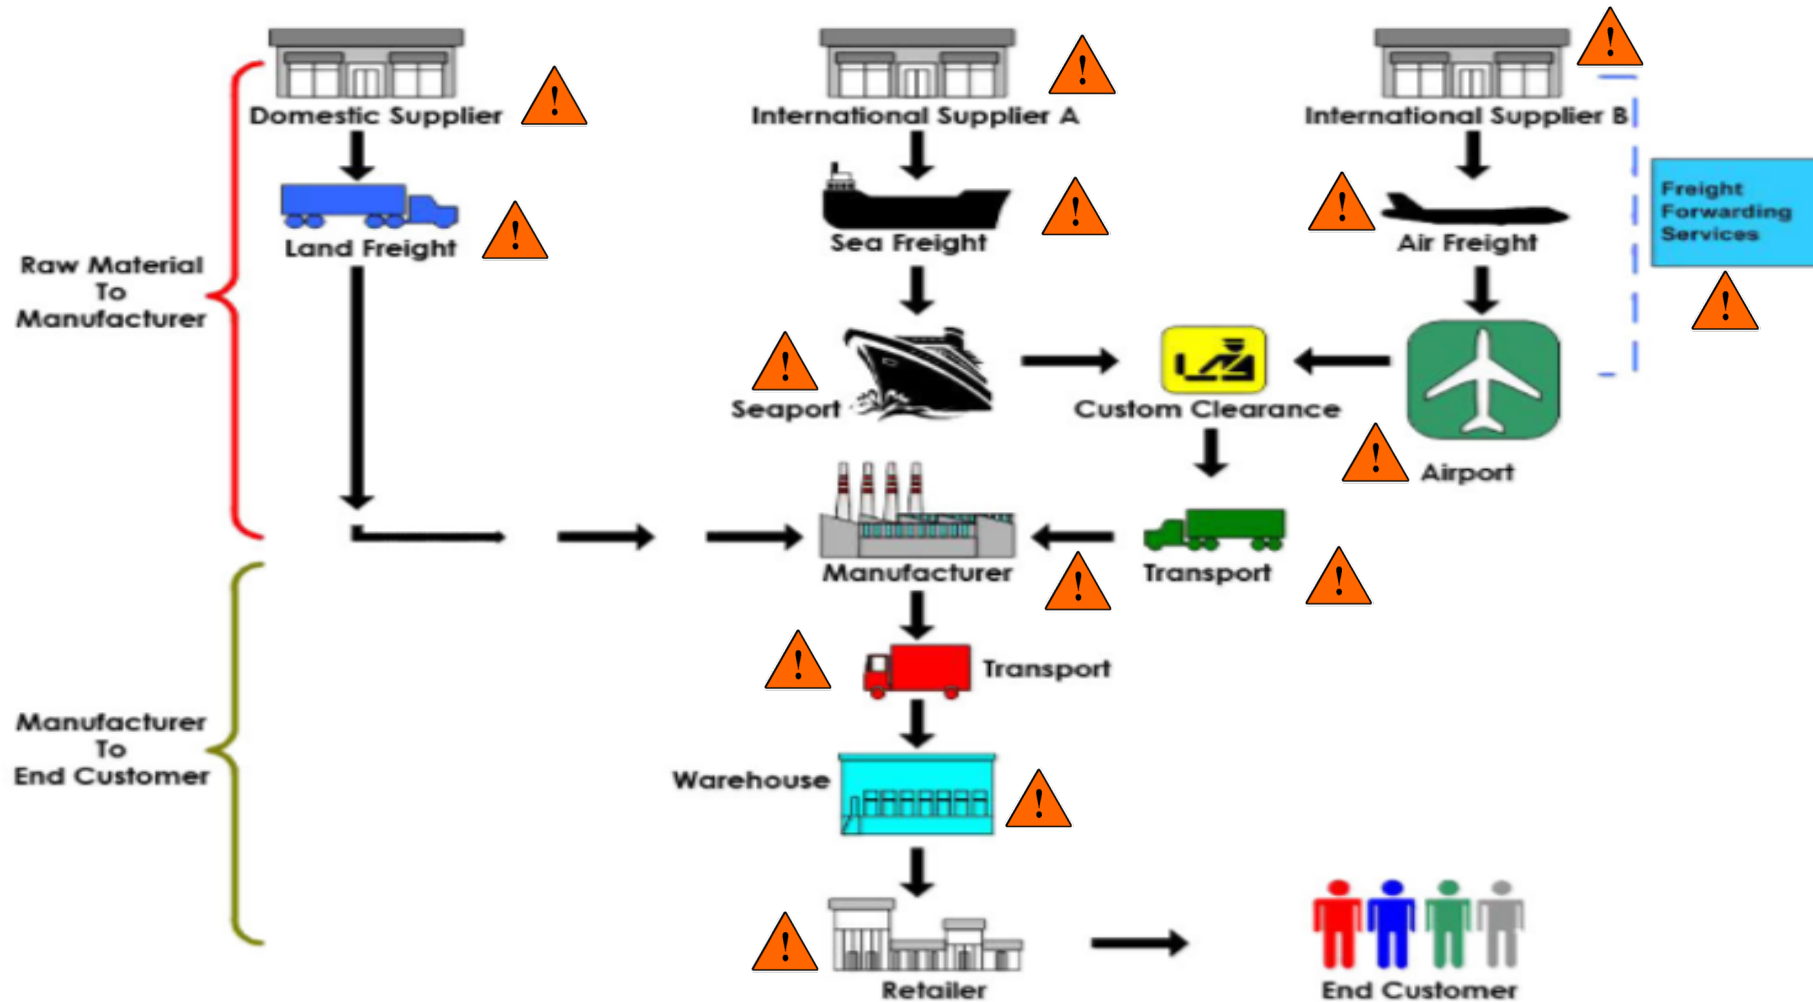 Domestic Supplier
International Supplier A
International Supplier B
Land Freight
Sea Freight
Air Freight
Freight
Forwarding
Services
Raw Material
To
Manufacturer
Seaport
Custom Clearance
Airport
Manufacturer
Transport
Transport
Manufacturer
To
End Customer
Warehouse
Retailer
End Customer
!
!
!
!
!
!
!
!
!
!
!
!
!
!